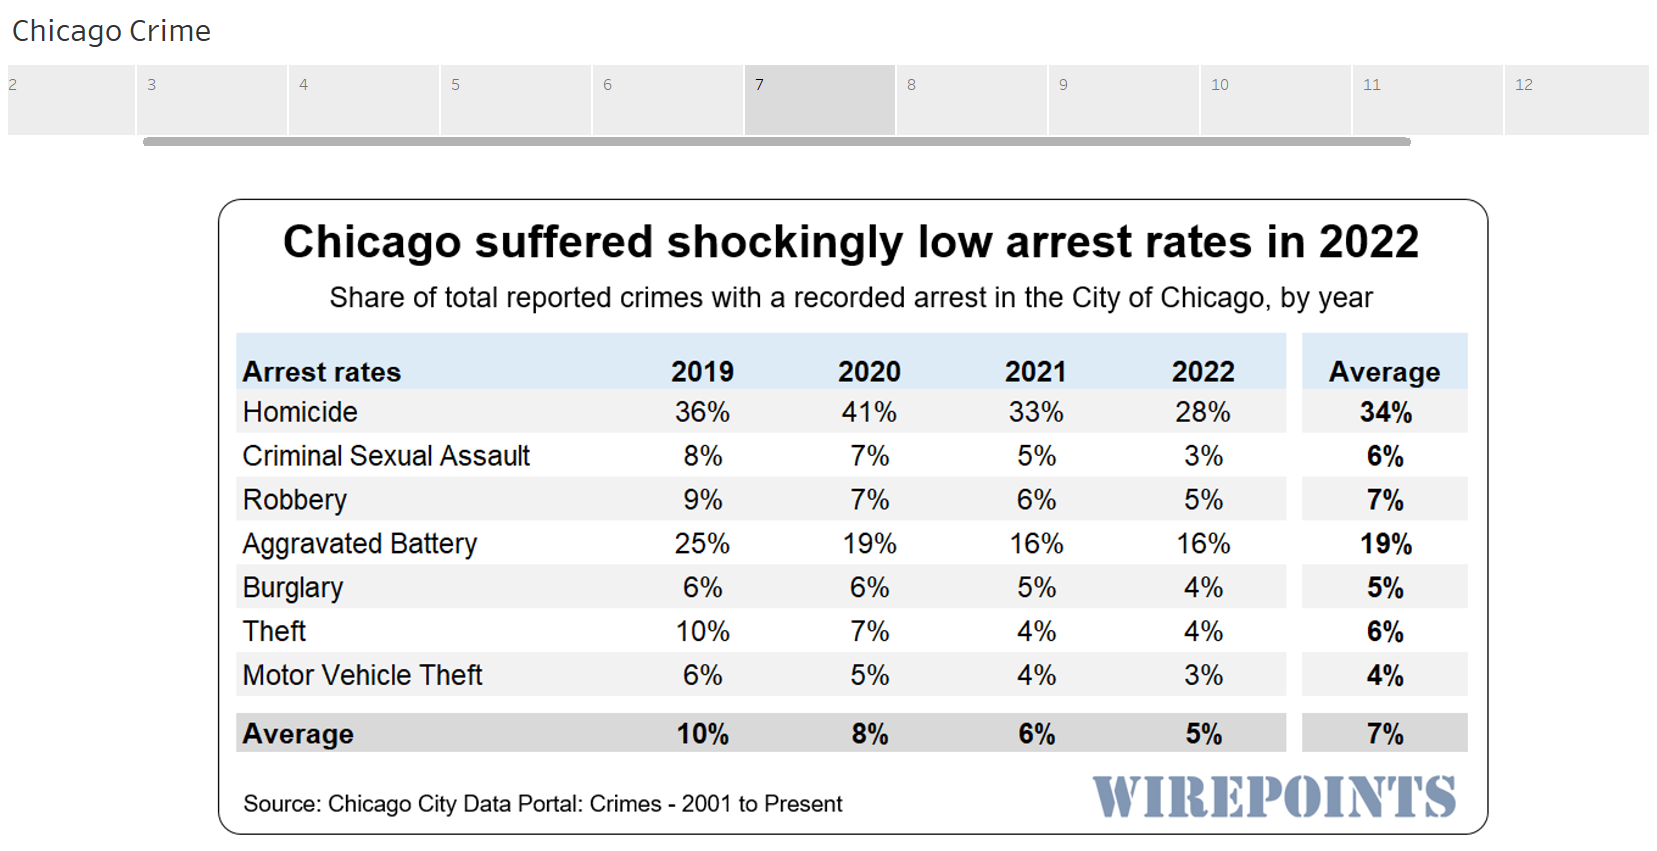 Chicago Crime
2 3 4 5 6 7 8 9 10 11 12
Chicago suffered shockingly low arrest rates in 2022
Share of total reported crimes with a recorded arrest in the City of Chicago, by year
Arrest rates 2019 2020 2021 2022 Average
Homicide 36% 41% 33% 28% 34%
Criminal Sexual Assault 8% 7% 5% 3% 6%
Robbery 9% 7% 6% 5% 7%
Aggravated Battery 25% 19% 16% 16% 19%
Burglary 6% 6% 5% 4% 5%
Theft 10% 7% 4% 4% 6%
Motor Vehicle Theft 6% 5% 4% 3% 4%
Average 10% 8% 6% 5% 7%
Source: Chicago City Data Portal: Crimes - 2001 to Present
WIREPOINTS